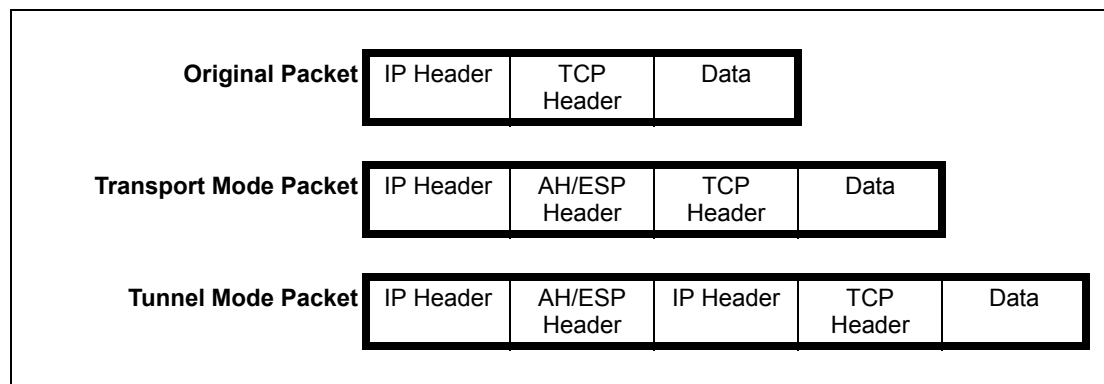 Original Packet IP Header TCP Header Data
Transport Mode Packet IP Header AH/ESP Header TCP Header Data
Tunnel Mode Packet IP Header AH/ESP Header IP Header TCP Header Data